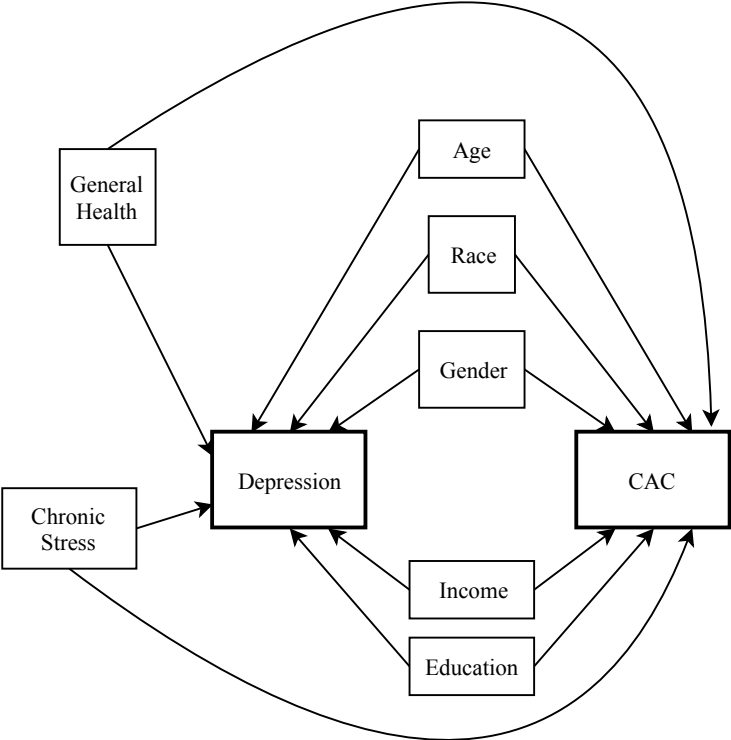 Age
General
Health
Race
Gender
Depression
CAC
Chronic
Stress
Income
Education